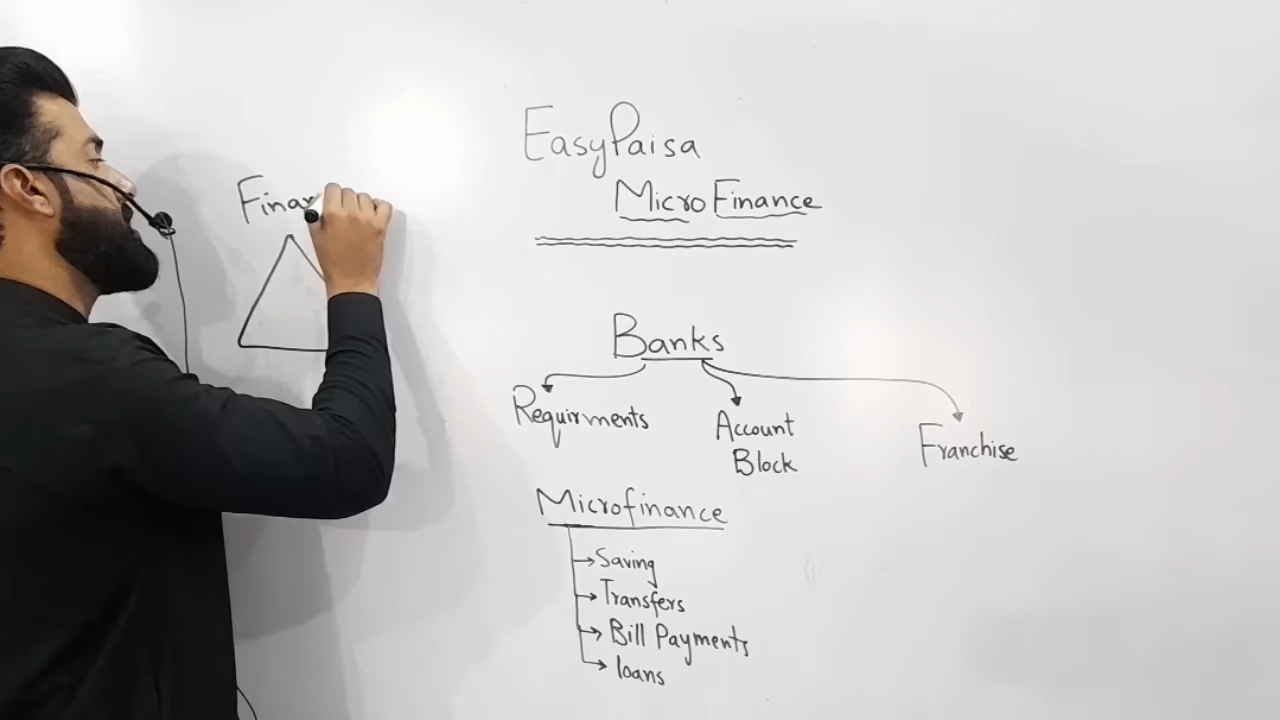 EasyPaisa
MicroFinance
Banks
Requirments
Account
Block
Franchise
Microfinance
Saving
Transfers
Bill Payments
loans